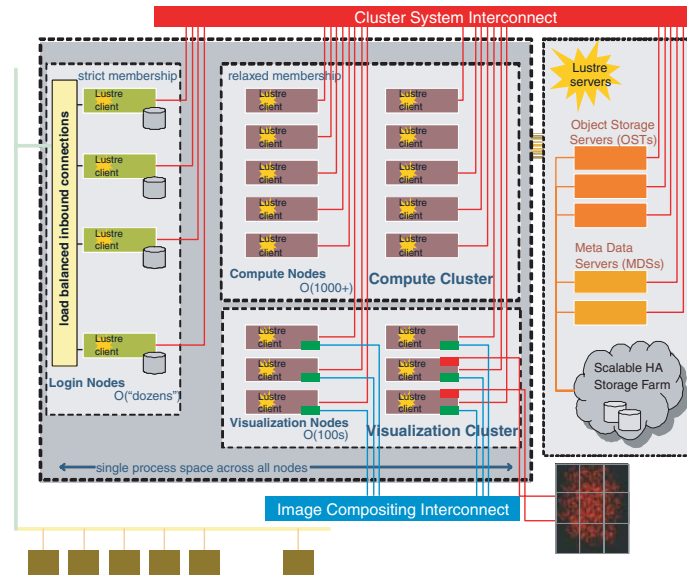 Cluster System Interconnect
strict membership
load balanced inbound connections
Lustre
client
Lustre
client
Lustre
client
Lustre
client
Login Nodes
O("dozens")
relaxed membership
Lustre
client
Lustre
client
Lustre
client
Lustre
client
Lustre
client
Lustre
client
Lustre
client
Lustre
client
Lustre
client
Lustre
client
Compute Nodes
O(1000+)
Compute Cluster
Lustre
client
Lustre
client
Lustre
client
Lustre
client
Lustre
client
Lustre
client
Visualization Nodes
O(100s)
Visualization Cluster
single process space across all nodes
Image Compositing Interconnect
Lustre
servers
Object Storage
Servers (OSTs)
Meta Data
Servers (MDSs)
Scalable HA
Storage Farm